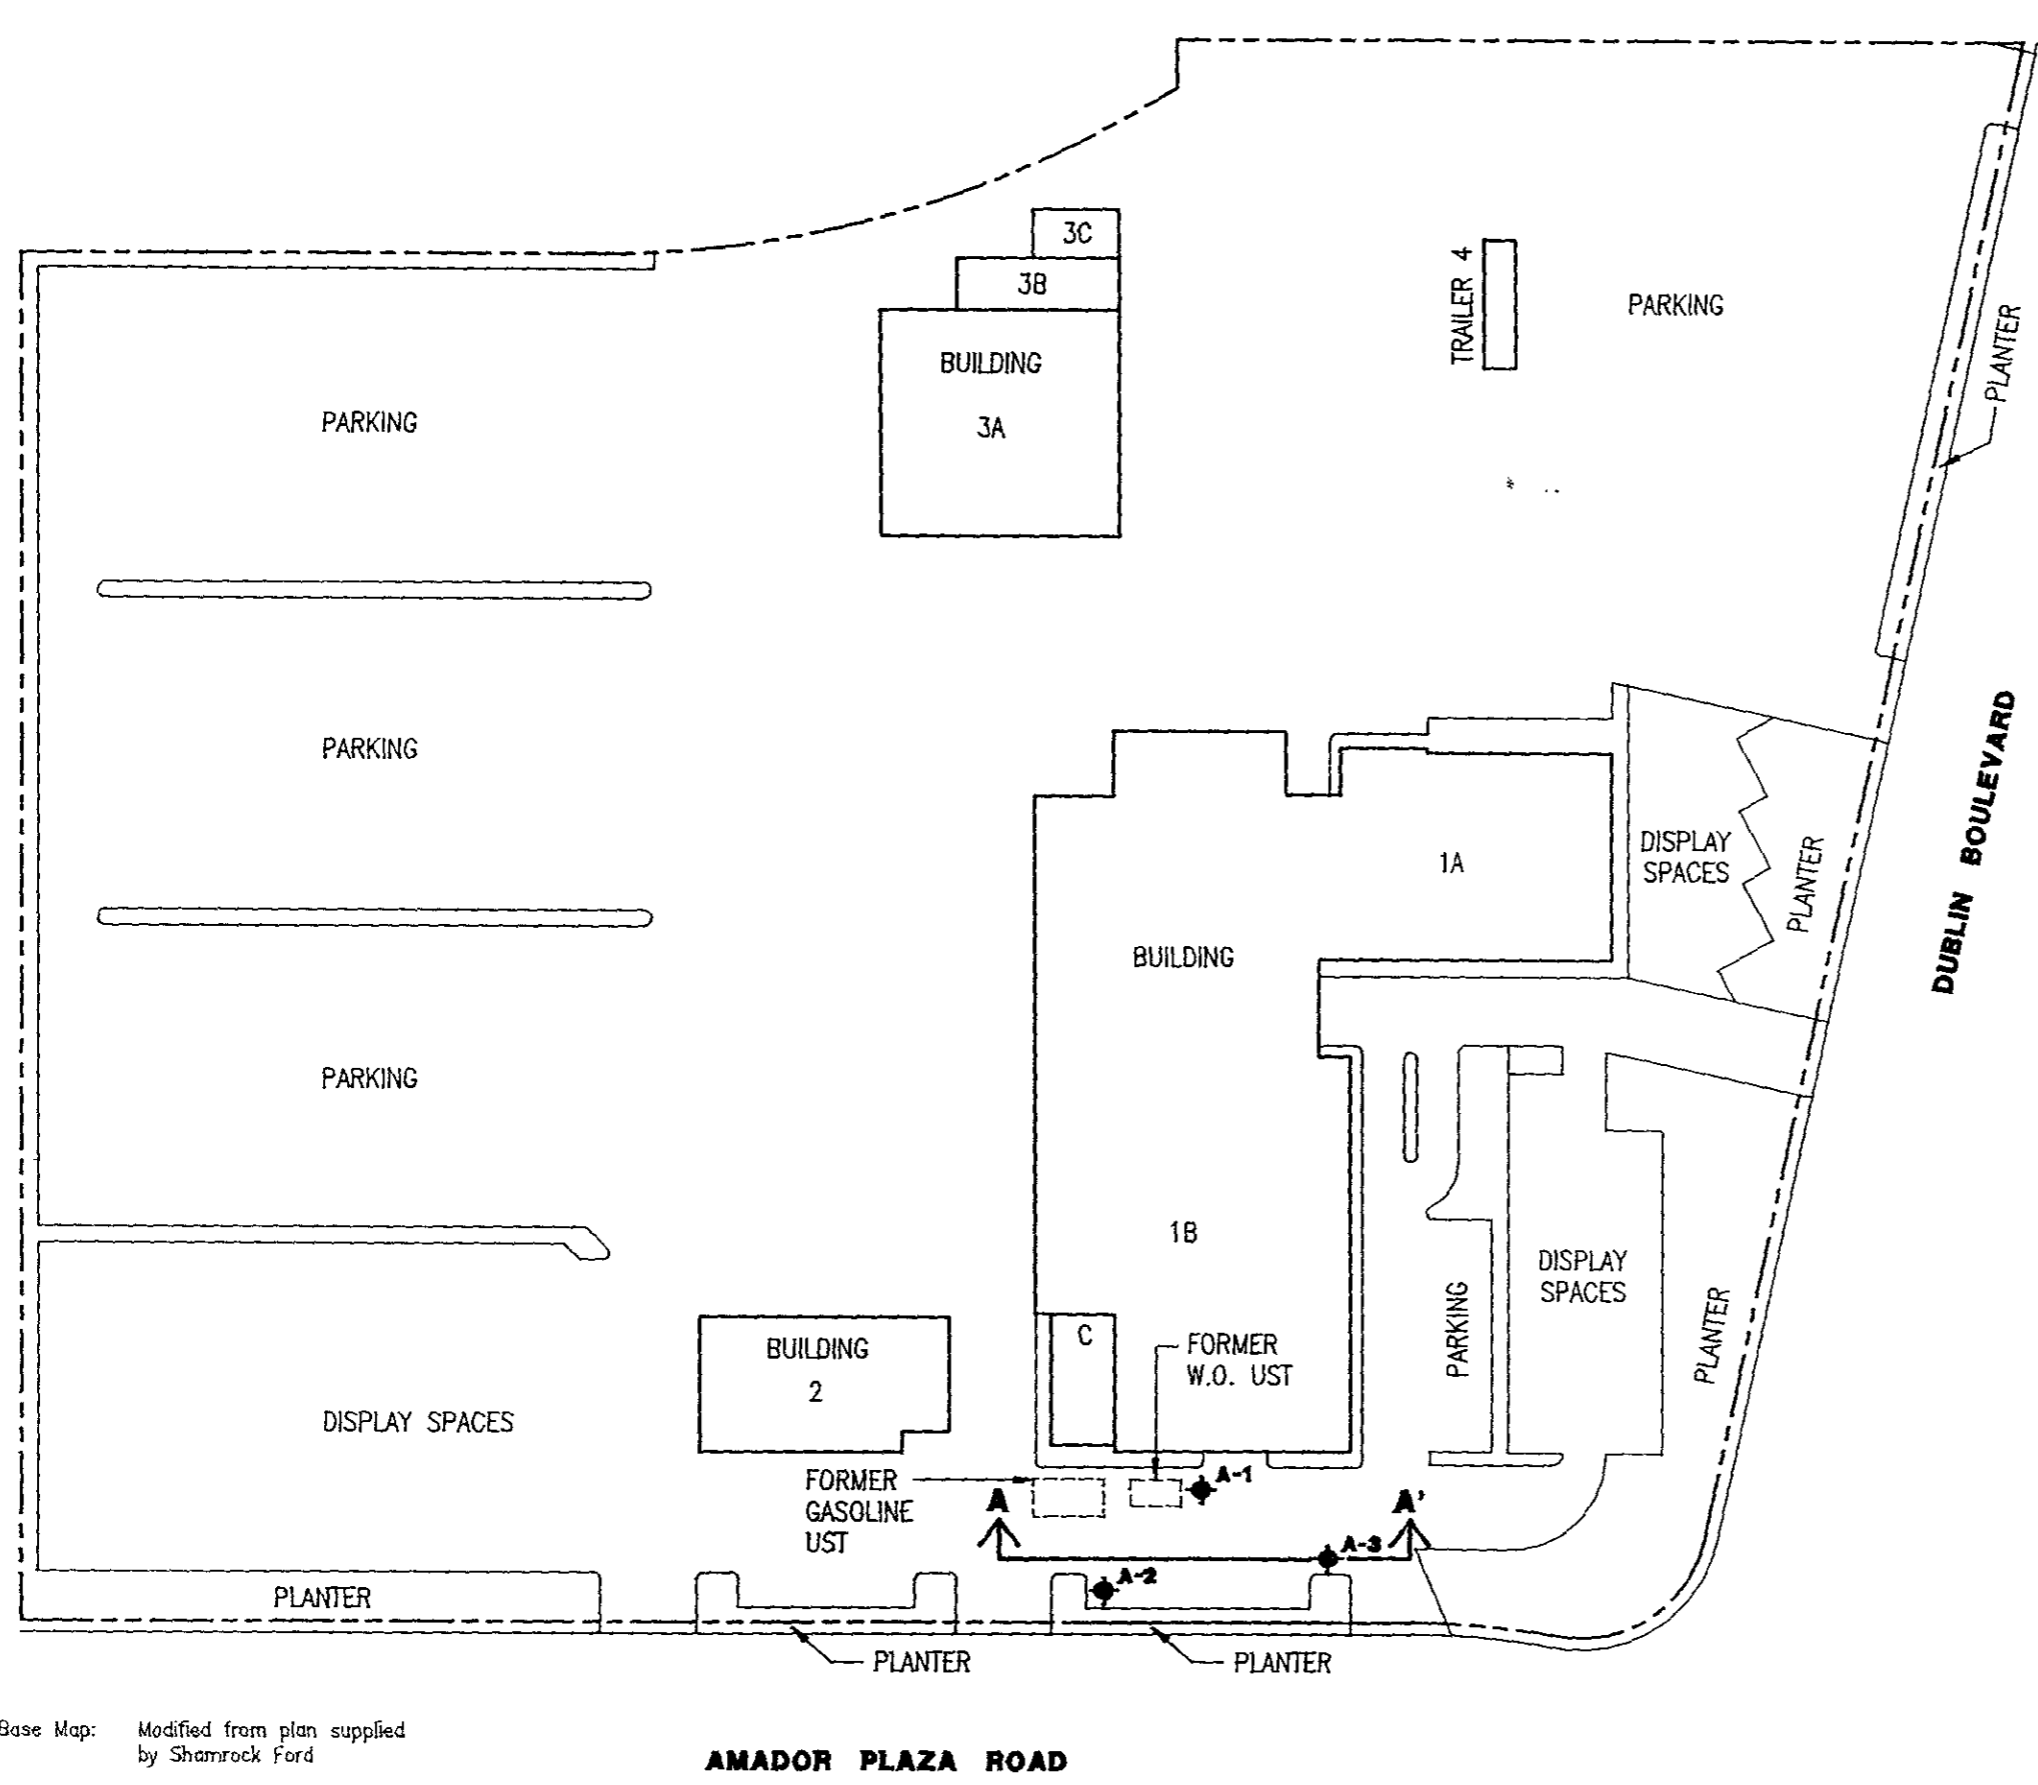 3C
3B
BUILDING
3A
TRAILER 4
PARKING
PLANTER
PARKING
PARKING
DISPLAY
SPACES
PLANTER
DUBLIN BOULEVARD
1A
BUILDING
PARKING
1B
DISPLAY
SPACES
PARKING
PLANTER
BUILDING
2
C
FORMER
W.O. UST
DISPLAY SPACES
FORMER
GASOLINE
UST
A
A-1
A'
A-3
A-2
PLANTER
PLANTER
PLANTER
Base Map: Modified from plan supplied
by Shamrock Ford
AMADOR PLAZA ROAD